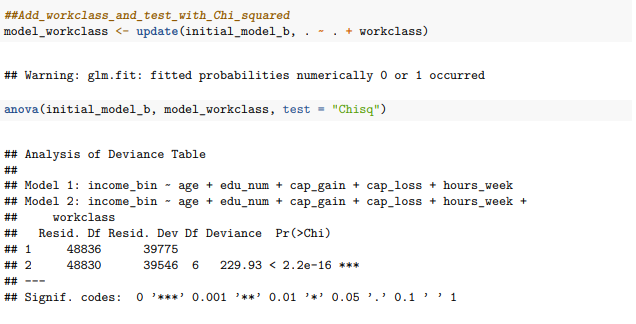 ##Add_workclass_and_test_with_Chi_squared
model_workclass <- update(initial_model_b, . ~ . + workclass)
## Warning: glm.fit: fitted probabilities numerically 0 or 1 occurred
anova(initial_model_b, model_workclass, test = "Chisq")
## Analysis of Deviance Table
##
## Model 1: income_bin ~ age + edu_num + cap_gain + cap_loss + hours_week
## Model 2: income_bin ~ age + edu_num + cap_gain + cap_loss + hours_week +
##     workclass
##   Resid. Df Resid. Dev Df Deviance  Pr(>Chi)
## 1     48836      39775
## 2     48830      39546  6   229.93 < 2.2e-16 ***
## ---
## Signif. codes:  0 '***' 0.001 '**' 0.01 '*' 0.05 '.' 0.1 ' ' 1